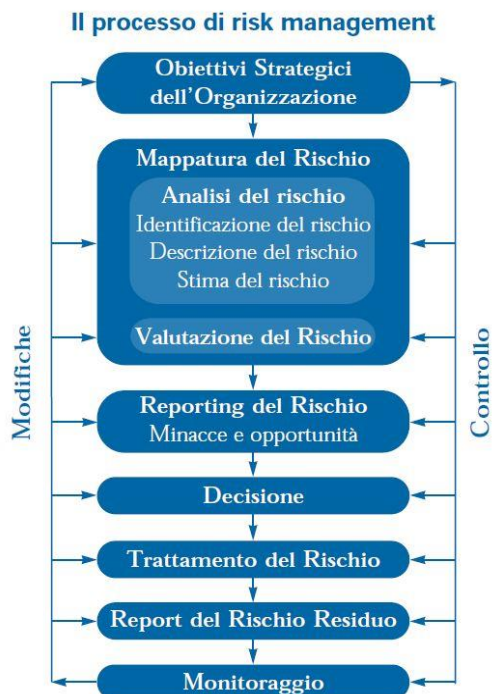 Il processo di risk management
Obiettivi Strategici
dell'Organizzazione
Mappatura del Rischio
Analisi del rischio
Identificazione del rischio
Descrizione del rischio
Stima del rischio
Valutazione del Rischio
Modifiche
Controllo
Reporting del Rischio
Minacce e opportunità
Decisione
Trattamento del Rischio
Report del Rischio Residuo
Monitoraggio